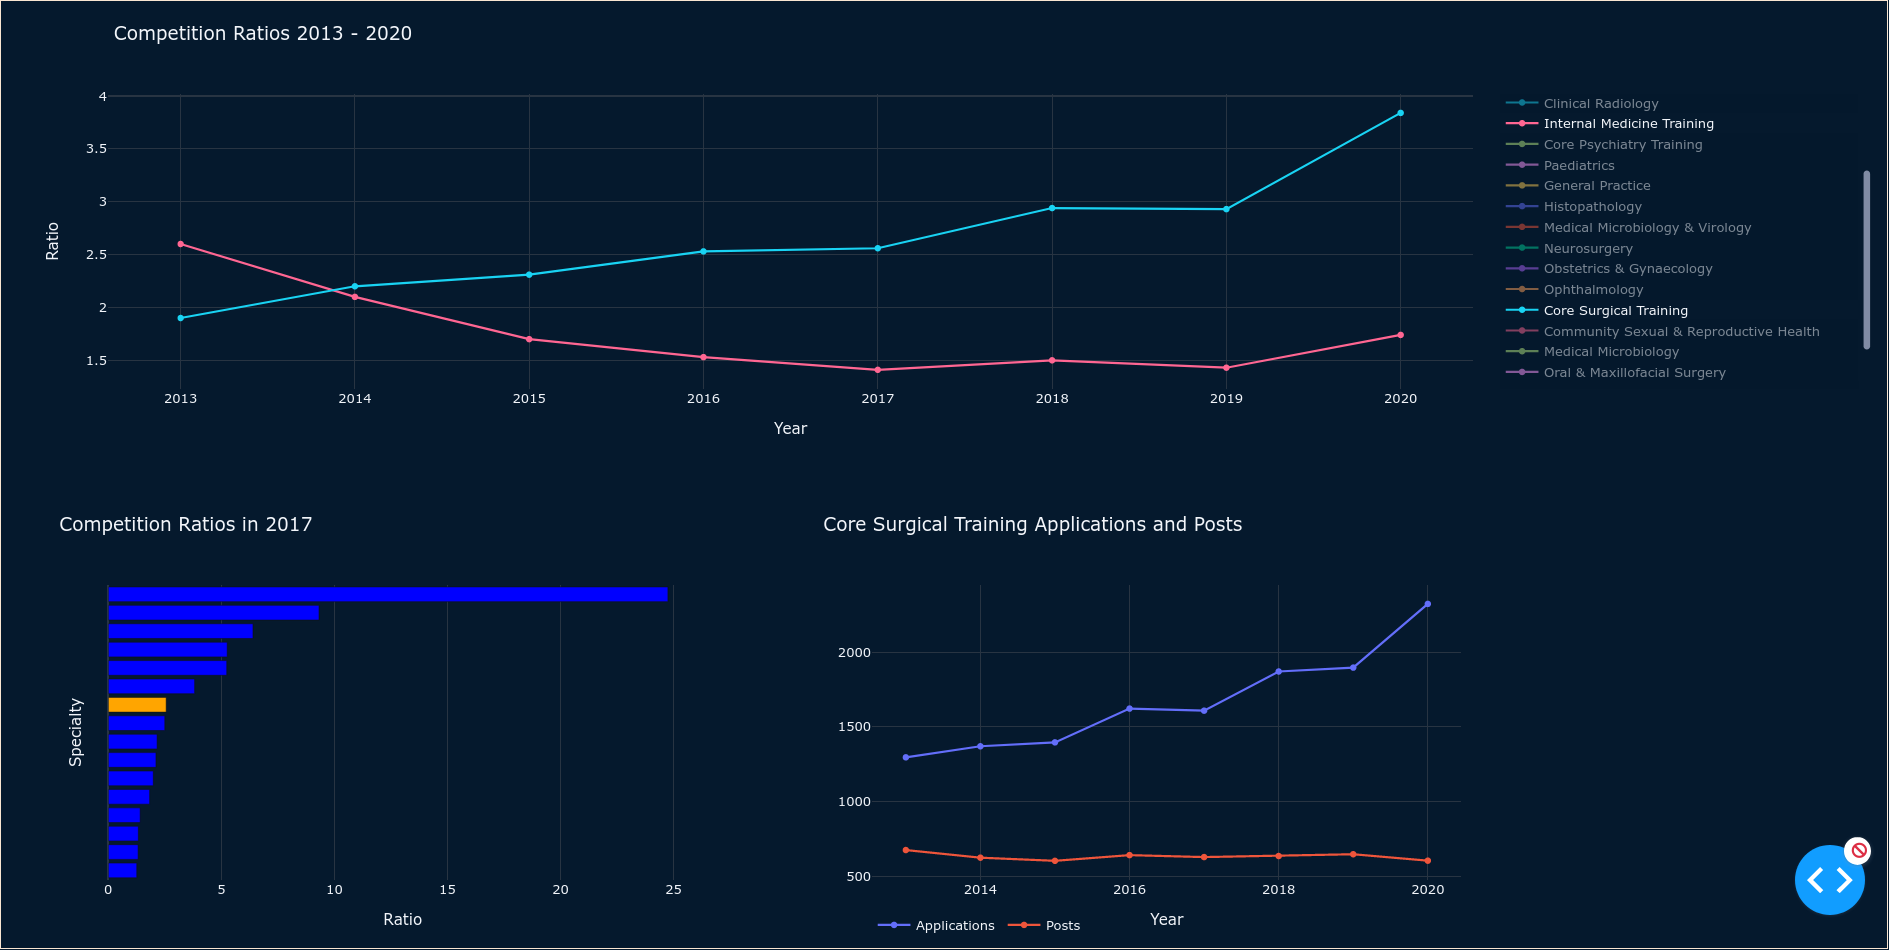 Competition Ratios 2013 - 2020
4
3.5
3
2.5
2
1.5
Ratio
2013 2014 2015 2016 2017 2018 2019 2020
Year
Clinical Radiology
Internal Medicine Training
Core Psychiatry Training
Paediatrics
General Practice
Histopathology
Medical Microbiology & Virology
Neurosurgery
Obstetrics & Gynaecology
Ophthalmology
Core Surgical Training
Community Sexual & Reproductive Health
Medical Microbiology
Oral & Maxillofacial Surgery
Competition Ratios in 2017
Specialty
0 5 10 15 20 25
Ratio
Core Surgical Training Applications and Posts
2000
1500
1000
500
2014 2016 2018 2020
Year
Applications Posts